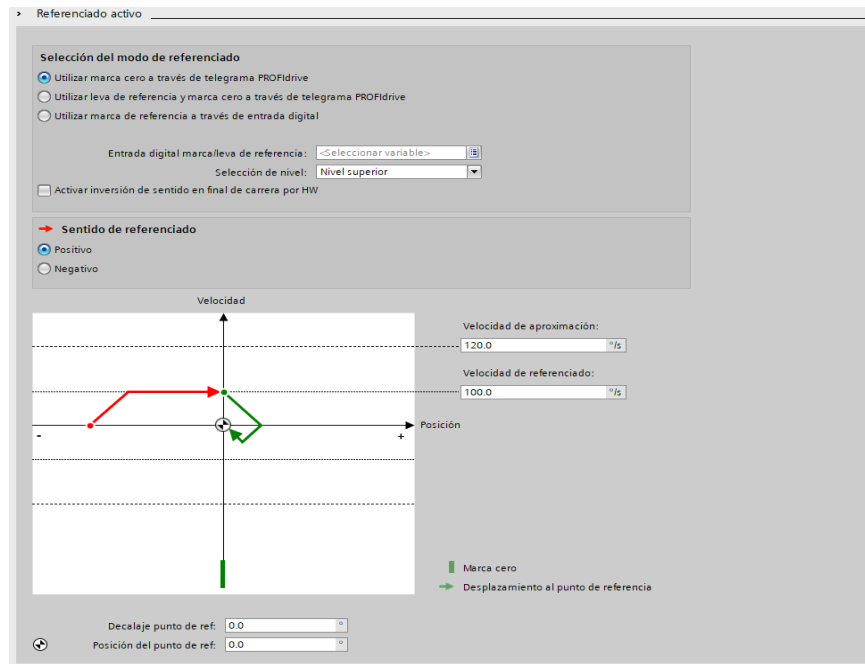 Referenciado activo
Selección del modo de referenciado
Utilizar marca cero a través de telegrama PROFIdrive
Utilizar leva de referencia y marca cero a través de telegrama PROFIdrive
Utilizar marca de referencia a través de entrada digital
Entrada digital marca/leva de referencia: <Seleccionar variable>
Selección de nivel: Nivel superior
Activar inversión de sentido en final de carrera por HW
Sentido de referenciado
Positivo
Negativo
Velocidad
Velocidad de aproximación:
120.0 °/s
Velocidad de referenciado:
100.0 °/s
Posición
- +
Marca cero
Desplazamiento al punto de referencia
Decalaje punto de ref: 0.0 °
Posición del punto de ref: 0.0 °